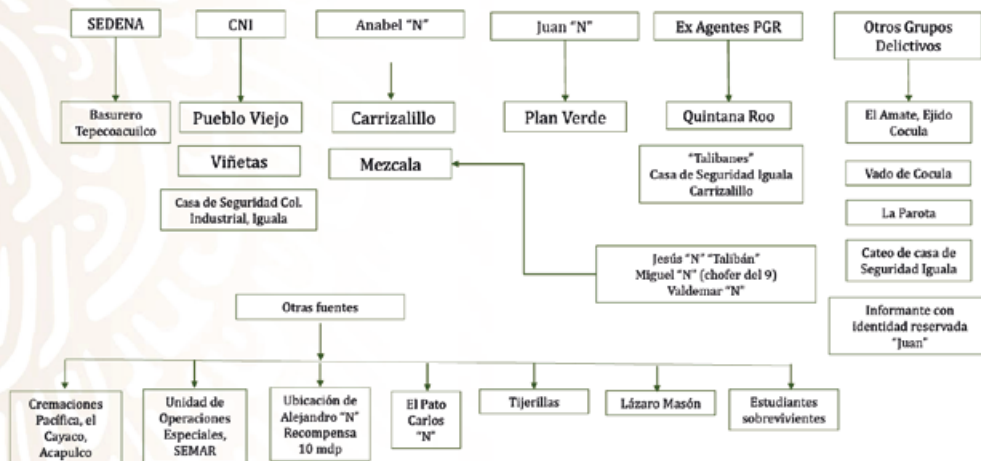 SEDENA
CNI
Anabel "N"
Juan "N"
Ex Agentes PGR
Otros Grupos
Delictivos
Basurero
Tepecoacuilco
Pueblo Viejo
Carrizalillo
Plan Verde
Quintana Roo
El Amate, Ejido
Cocula
Viñetas
Mezcala
"Talibanes"
Casa de Seguridad Iguala
Carrizalillo
Vado de Cocula
Casa de Seguridad Col.
Industrial, Iguala
La Parota
Jesús "N" "Talibán"
Miguel "N" (chofer del 9)
Valdemar "N"
Cateo de casa de
Seguridad Iguala
Otras fuentes
Informante con
identidad reservada
"Juan"
Cremaciones
Pacífica, el
Cayaco,
Acapulco
Unidad de
Operaciones
Especiales,
SEMAR
Ubicación de
Alejandro "N"
Recompensa
10 mdp
El Pato
Carlos
"N"
Tijerillas
Lázaro Masón
Estudiantes
sobrevivientes